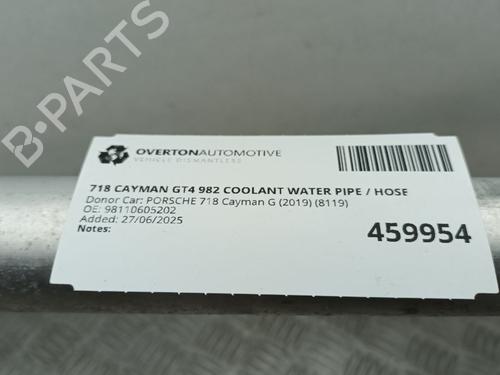 B-PARTS
OVERTONAUTOMOTIVE
VEHICLE DISMANTLERS
718 CAYMAN GT4 982 COOLANT WATER PIPE / HOSE
Donor Car: PORSCHE 718 Cayman G (2019) (8119)
OE: 98110605202
Added: 27/06/2025
Notes:
459954